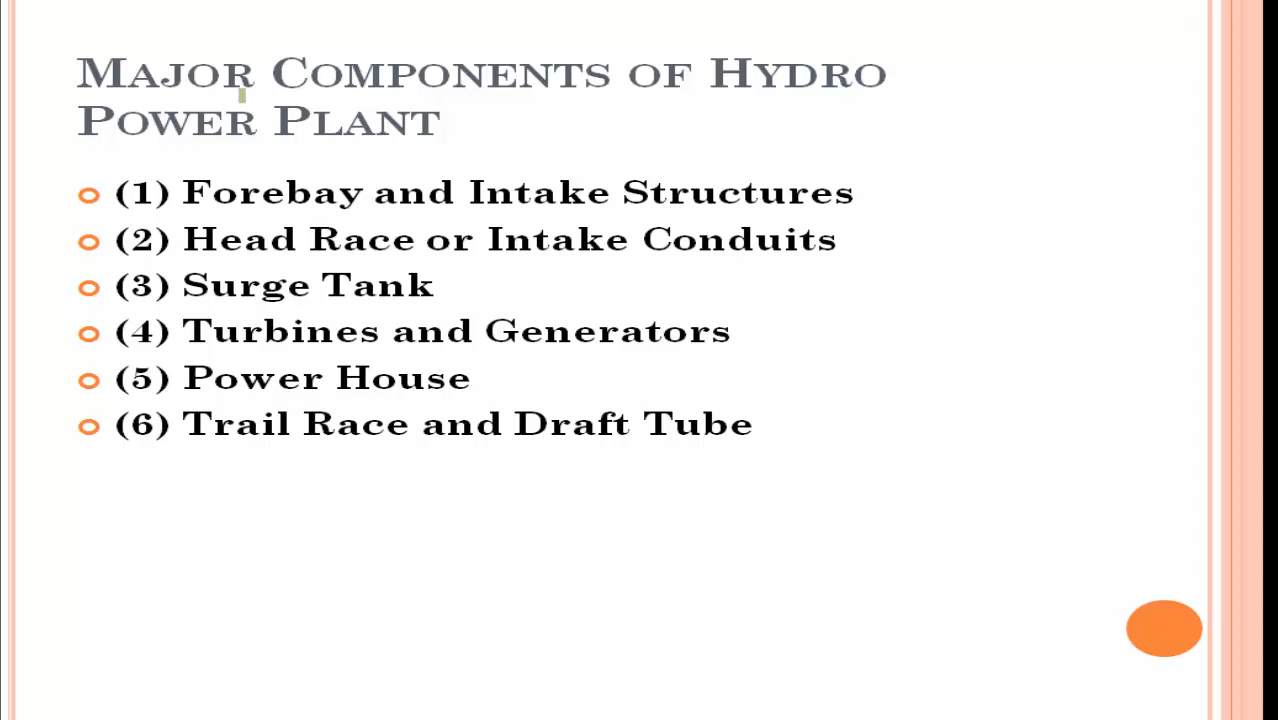 Major Components of Hydro
Power Plant
(1) Forebay and Intake Structures
(2) Head Race or Intake Conduits
(3) Surge Tank
(4) Turbines and Generators
(5) Power House
(6) Trail Race and Draft Tube